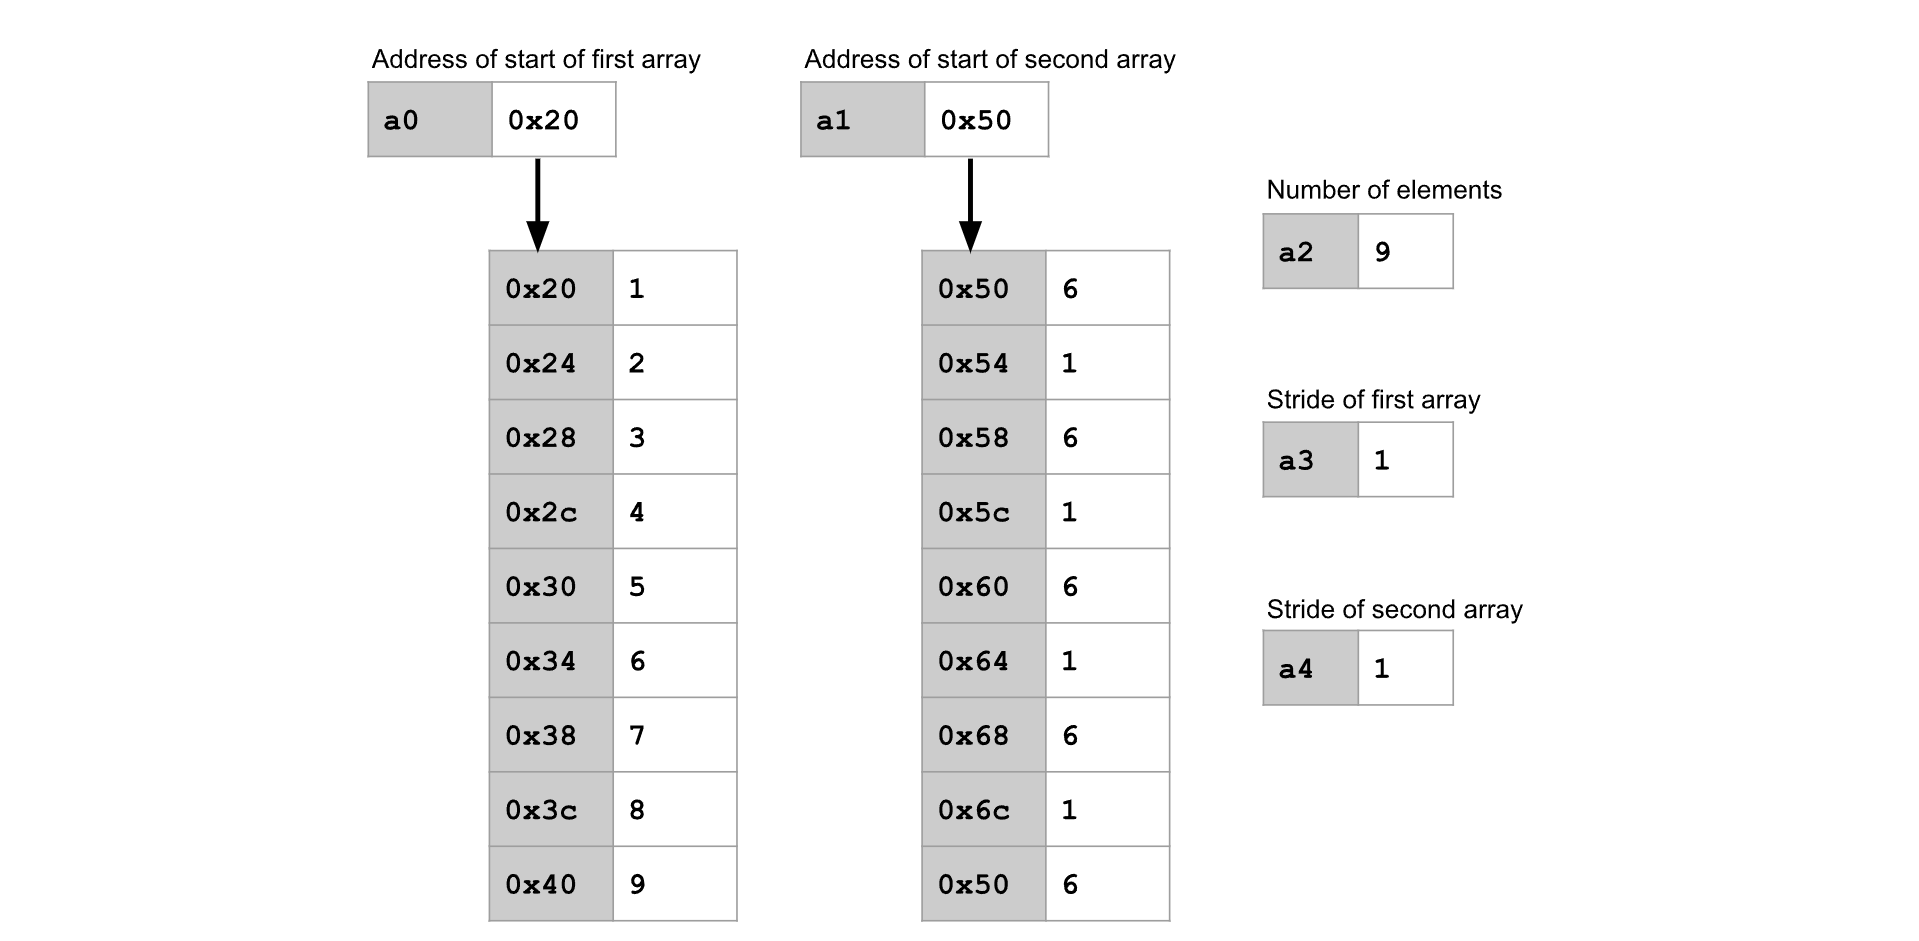 Address of start of first array
a0 0x20
Address of start of second array
a1 0x50
0x20 1
0x24 2
0x28 3
0x2c 4
0x30 5
0x34 6
0x38 7
0x3c 8
0x40 9
0x50 6
0x54 1
0x58 6
0x5c 1
0x60 6
0x64 1
0x68 6
0x6c 1
0x50 6
Number of elements
a2 9
Stride of first array
a3 1
Stride of second array
a4 1